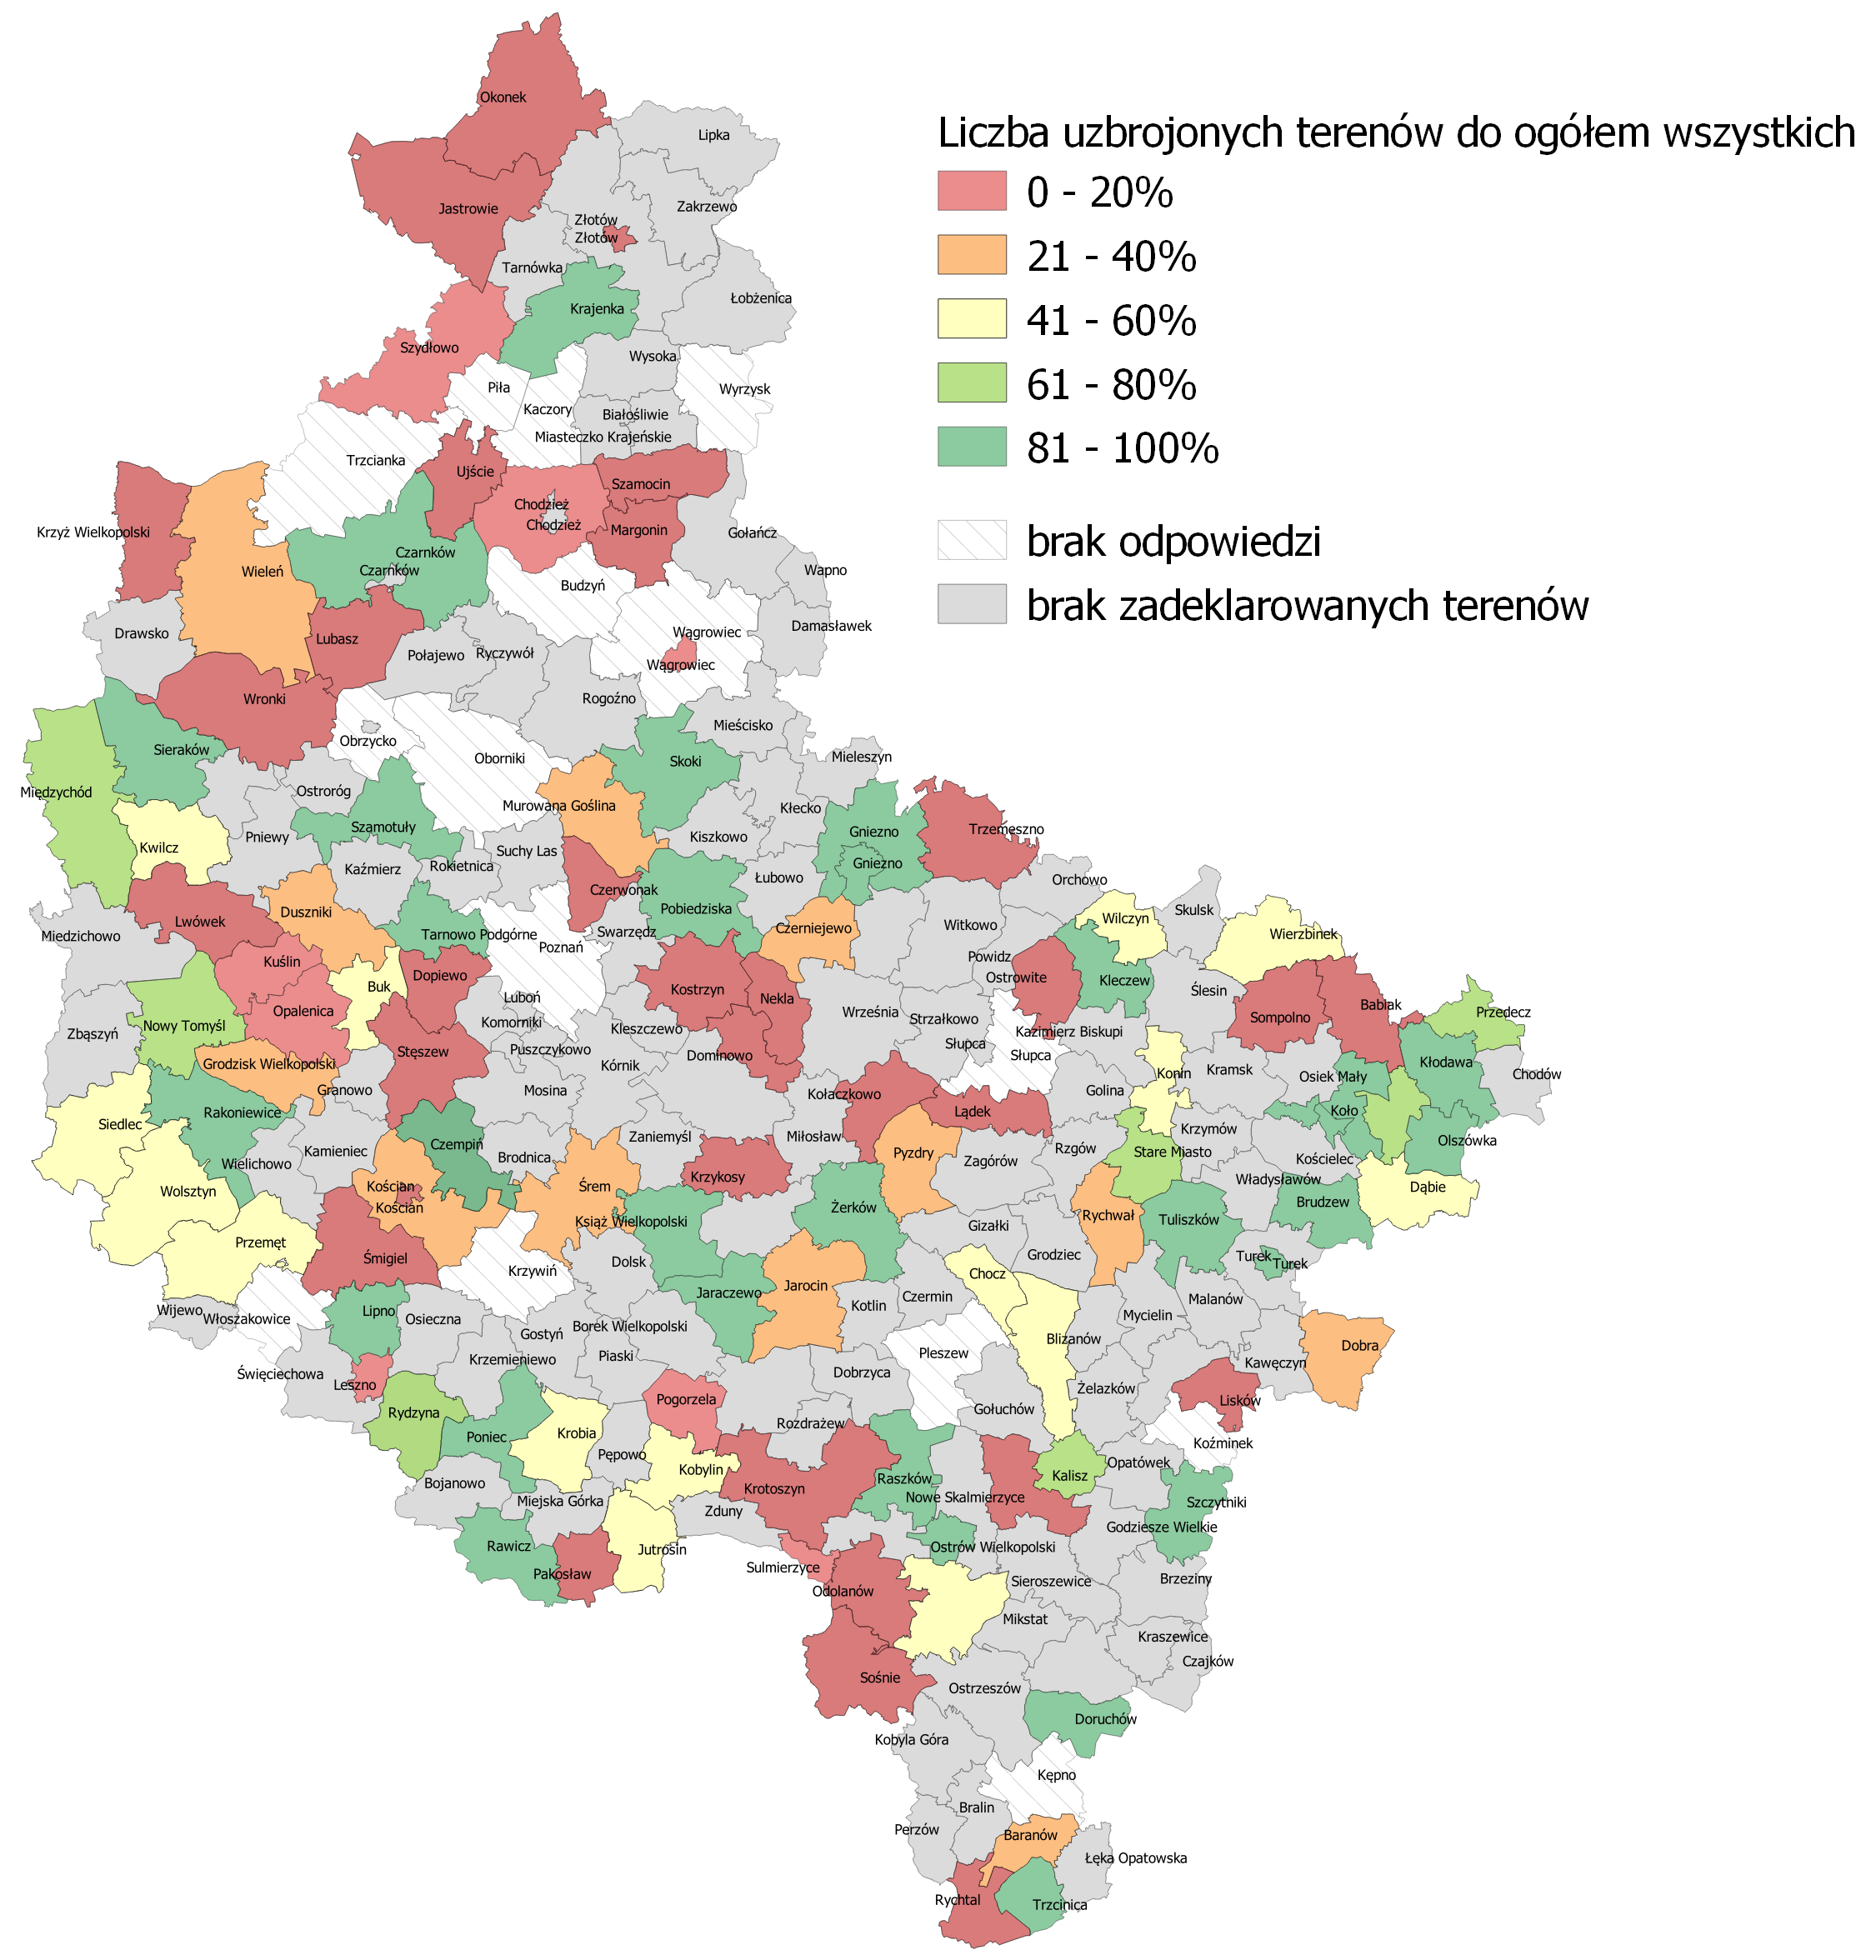 Okonek
Lipka
Liczba uzbrojonych terenów do ogółem wszystkich
0 - 20%
21 - 40%
41 - 60%
61 - 80%
81 - 100%
brak odpowiedzi
brak zadeklarowanych terenów
Jastrowie
Zakrzewo
Złotów
Złotów
Tarnówka
Łobżenica
Krajenka
Szydłowo
Wysoka
Piła
Wyrzysk
Kaczory
Białośliwie
Miasteczko Krajeńskie
Trzcianka
Ujście
Szamocin
Chodzież
Chodzież
Margonin
Gołańcz
Krzyż Wielkopolski
Czarnków
Czarnków
Wieleń
Wapno
Budzyń
Damasławek
Drawsko
Lubasz
Wągrowiec
Wągrowiec
Połajewo
Ryczywół
Wronki
Rogoźno
Mieścisko
Obrzycko
Sieraków
Oborniki
Skoki
Mieleszyn
Międzychód
Ostroróg
Murowana Goślina
Kłecko
Szamotuły
Pniewy
Kiszkowo
Gniezno
Gniezno
Trzemeszno
Kwilcz
Suchy Las
Kaźmierz
Rokietnica
Łubowo
Orchowo
Czerwonak
Duszniki
Pobiedziska
Lwówek
Skulsk
Wilczyn
Witkowo
Czerniejewo
Miedzichowo
Tarnowo Podgórne
Swarzędz
Wierzbinek
Poznań
Powidz
Kuślin
Dopiewo
Ostrowite
Kleczew
Buk
Kostrzyn
Nekla
Ślesin
Luboń
Babiak
Opalenica
Września
Przedecz
Strzałkowo
Sompolno
Nowy Tomyśl
Komorniki
Kleszczewo
Kazimierz Biskupi
Zbąszyń
Słupca
Słupca
Stęszew
Puszczykowo
Dominowo
Grodzisk Wielkopolski
Kórnik
Kłodawa
Konin
Kramsk
Osiek Mały
Chodów
Granowo
Mosina
Kołaczkowo
Golina
Rakoniewice
Lądek
Koło
Siedlec
Krzymów
Czempiń
Zaniemyśl
Miłosław
Olszówka
Kamieniec
Brodnica
Pyzdry
Zagórów
Rzgów
Stare Miasto
Kościelec
Wielichowo
Krzykosy
Władysławów
Wolsztyn
Kościan
Kościan
Śrem
Dąbie
Żerków
Brudzew
Książ Wielkopolski
Rychwał
Tuliszków
Gizałki
Przemęt
Grodziec
Śmigiel
Turek
Turek
Krzywiń
Dolsk
Chocz
Jarocin
Jaraczewo
Czermin
Malanów
Kotlin
Wijewo
Włoszakowice
Lipno
Osieczna
Mycielin
Borek Wielkopolski
Gostyń
Blizanów
Dobra
Piaski
Pleszew
Krzemieniewo
Kawęczyn
Dobrzyca
Święciechowa
Leszno
Żelazków
Pogorzela
Lisków
Gołuchów
Rydzyna
Rozdrażew
Krobia
Poniec
Koźminek
Pępowo
Opatówek
Kobylin
Kalisz
Bojanowo
Raszków
Krotoszyn
Nowe Skalmierzyce
Miejska Górka
Szczytniki
Zduny
Godziesze Wielkie
Rawicz
Jutrosin
Ostrów Wielkopolski
Sulmierzyce
Pakosław
Sieroszewice
Brzeziny
Odolanów
Mikstat
Kraszewice
Czajków
Sośnie
Ostrzeszów
Doruchów
Kobyla Góra
Kępno
Bralin
Perzów
Baranów
Łęka Opatowska
Rychtal
Trzcinica